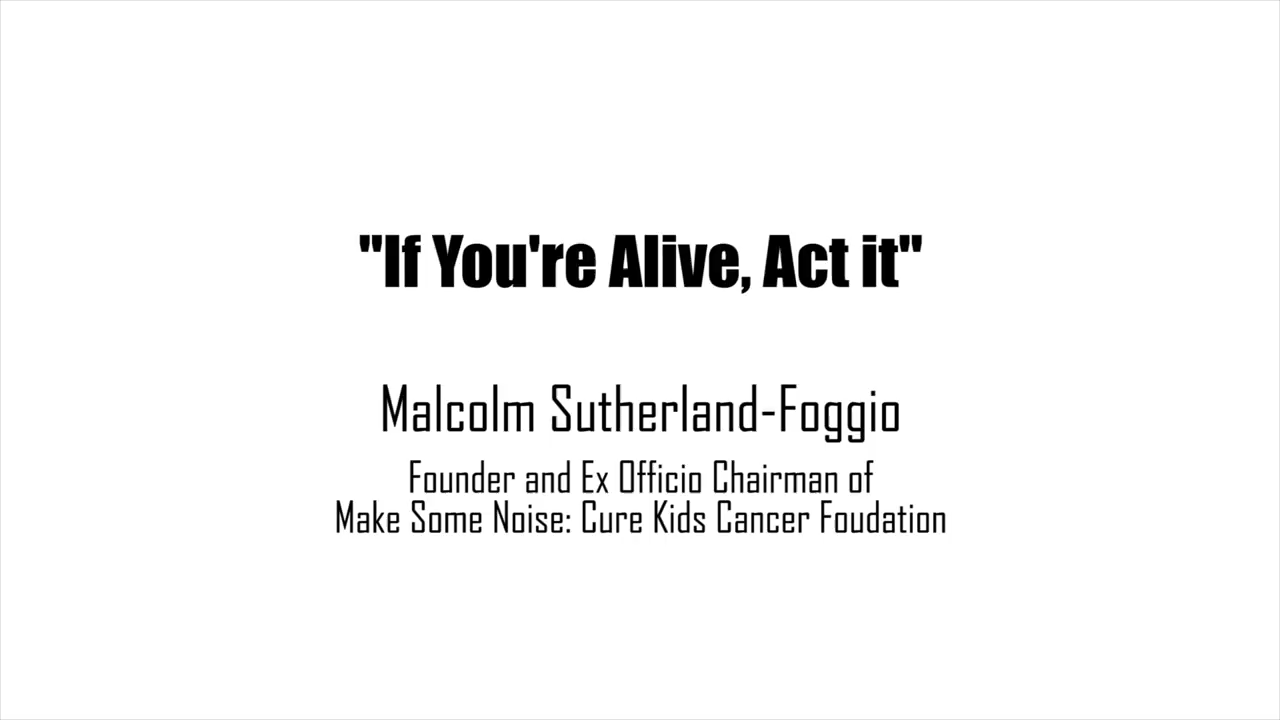 "If You're Alive, Act it"
Malcolm Sutherland-Foggio
Founder and Ex Officio Chairman of
Make Some Noise: Cure Kids Cancer Foudation